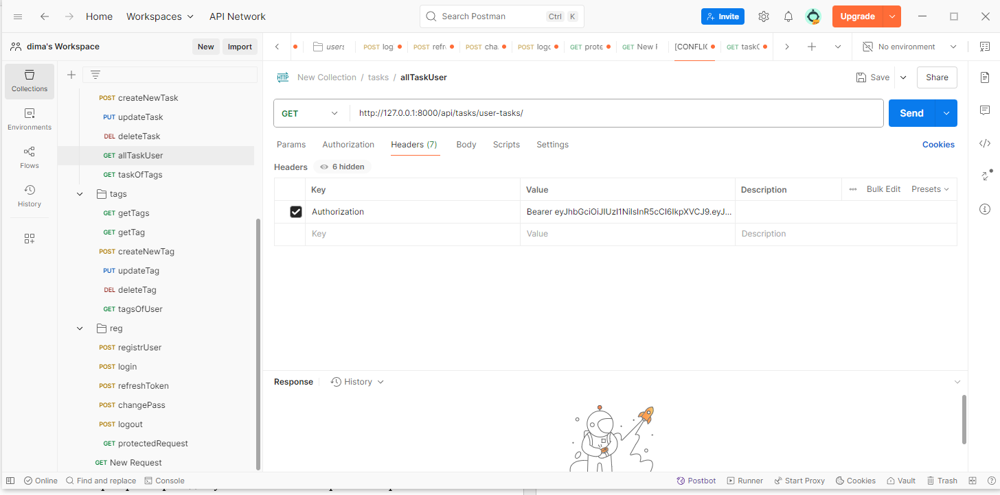 Home Workspaces API Network Search Postman Ctrl K Invite Upgrade
dima's Workspace New Import
users POST log POST refr POST cha POST logo GET prote GET New F [CONFLIC GET taskO No environment
Collections
Environments
Flows
History
POST createNewTask
PUT updateTask
DEL deleteTask
GET allTaskUser
GET taskOfTags
tags
GET getTags
GET getTag
POST createNewTag
PUT updateTag
DEL deleteTag
GET tagsOfUser
reg
POST registrUser
POST login
POST refreshToken
POST changePass
POST logout
GET protectedRequest
GET New Request
HTTP New Collection / tasks / allTaskUser Save Share
GET http://127.0.0.1:8000/api/tasks/user-tasks/ Send
Params Authorization Headers (7) Body Scripts Settings Cookies
Headers 6 hidden
Key Value Description Bulk Edit Presets
Authorization Bearer eyJhbGciOiJIUzI1NiIsInR5cCI6IkpXVCJ9.eyJ...
Key Value Description
Response History
Online Find and replace Console Postbot Runner Start Proxy Cookies Vault Trash